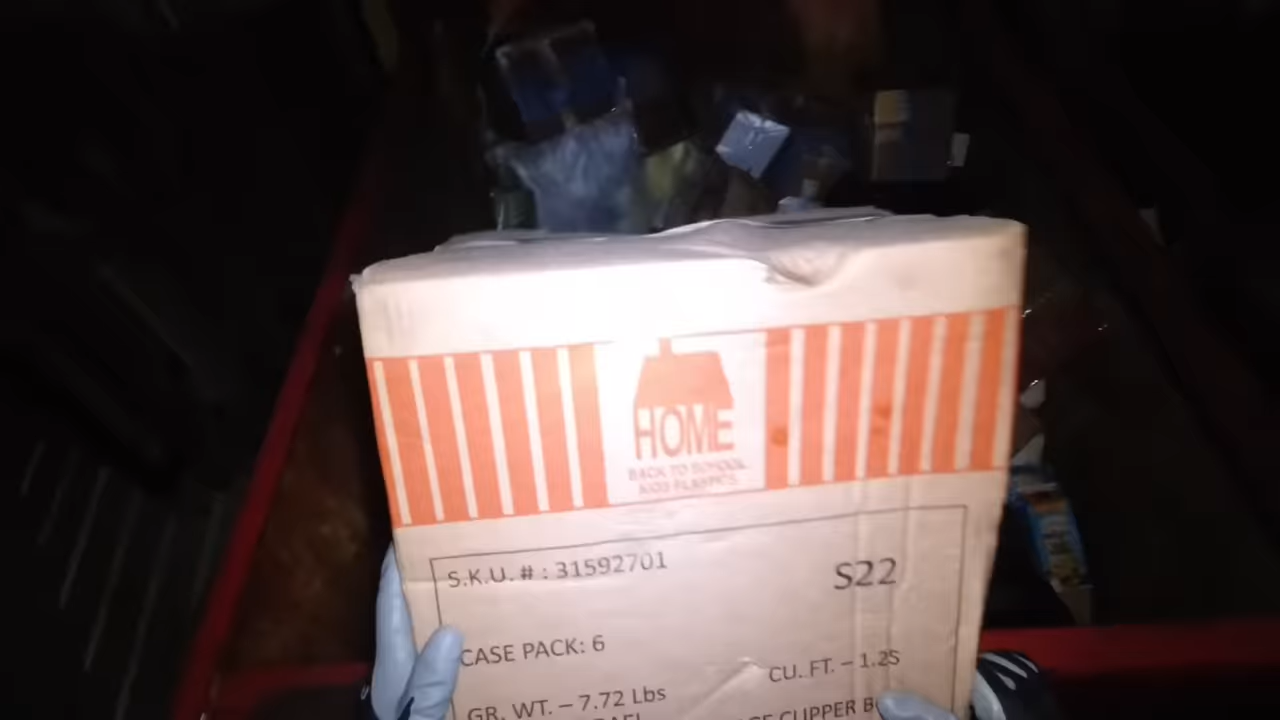 HOME
BACK TO SCHOOL
KIDS PLASTICS
S.K.U. # : 31592701
S22
CASE PACK: 6
CU. FT. – 1.25
GR. WT. – 7.72 Lbs
CLIPPER